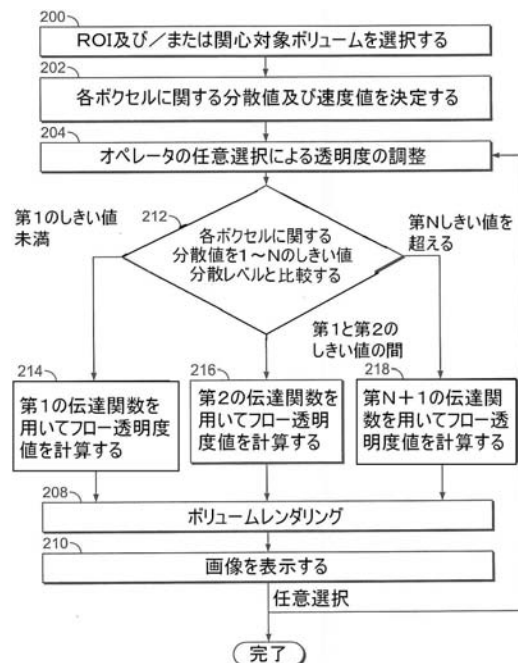 200
ROI及び/または関心対象ボリュームを選択する
202
各ボクセルに関する分散値及び速度値を決定する
204
オペレータの任意選択による透明度の調整
第1のしきい値
未満
212
各ボクセルに関する
分散値を1~Nのしきい値
分散レベルと比較する
第Nしきい値を
超える
第1と第2の
しきい値の間
214
第1の伝達関数を
用いてフロー透明度
値を計算する
216
第2の伝達関数を
用いてフロー透明
度値を計算する
218
第N+1の伝達関
数を用いてフロー透
明度値を計算する
208
ボリュームレンダリング
210
画像を表示する
任意選択
完了